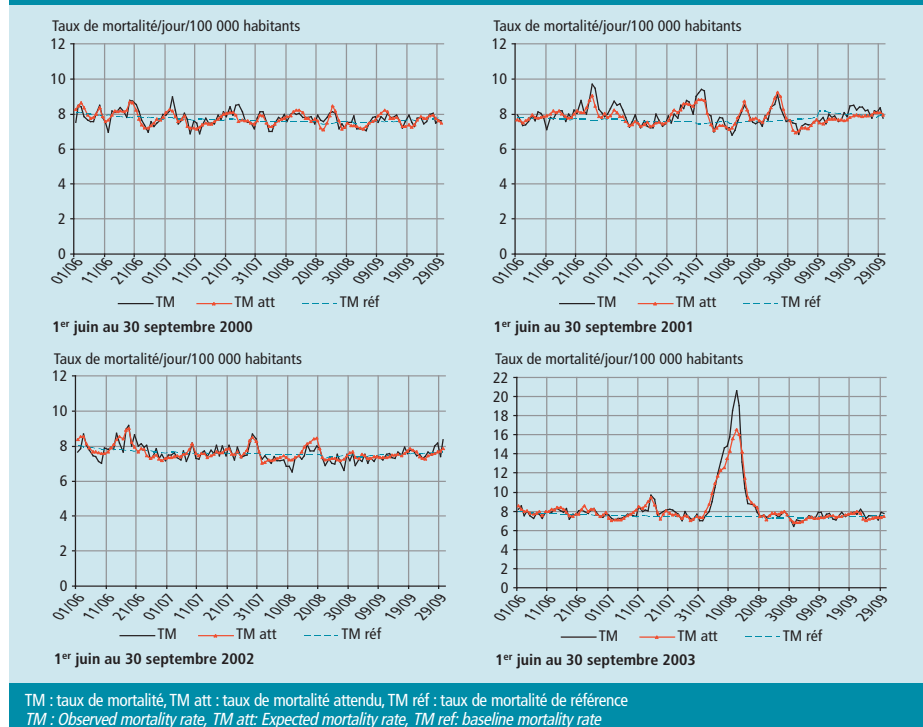 Taux de mortalité/jour/100 000 habitants
12
10
8
6
4
2
0
01/06 11/06 21/06 01/07 11/07 21/07 31/07 10/08 20/08 30/08 09/09 19/09 29/09
TM TM att TM réf
1er juin au 30 septembre 2000
Taux de mortalité/jour/100 000 habitants
12
10
8
6
4
2
0
01/06 11/06 21/06 01/07 11/07 21/07 31/07 10/08 20/08 30/08 09/09 19/09 29/09
TM TM att TM réf
1er juin au 30 septembre 2001
Taux de mortalité/jour/100 000 habitants
12
10
8
6
4
2
0
01/06 11/06 21/06 01/07 11/07 21/07 31/07 10/08 20/08 30/08 09/09 19/09 29/09
TM TM att TM réf
1er juin au 30 septembre 2002
Taux de mortalité/jour/100 000 habitants
22
20
18
16
14
12
10
8
6
4
2
0
01/06 11/06 21/06 01/07 11/07 21/07 31/07 10/08 20/08 30/08 09/09 19/09 29/09
TM TM att TM réf
1er juin au 30 septembre 2003
TM : taux de mortalité, TM att : taux de mortalité attendu, TM réf : taux de mortalité de référence
TM : Observed mortality rate, TM att: Expected mortality rate, TM ref: baseline mortality rate